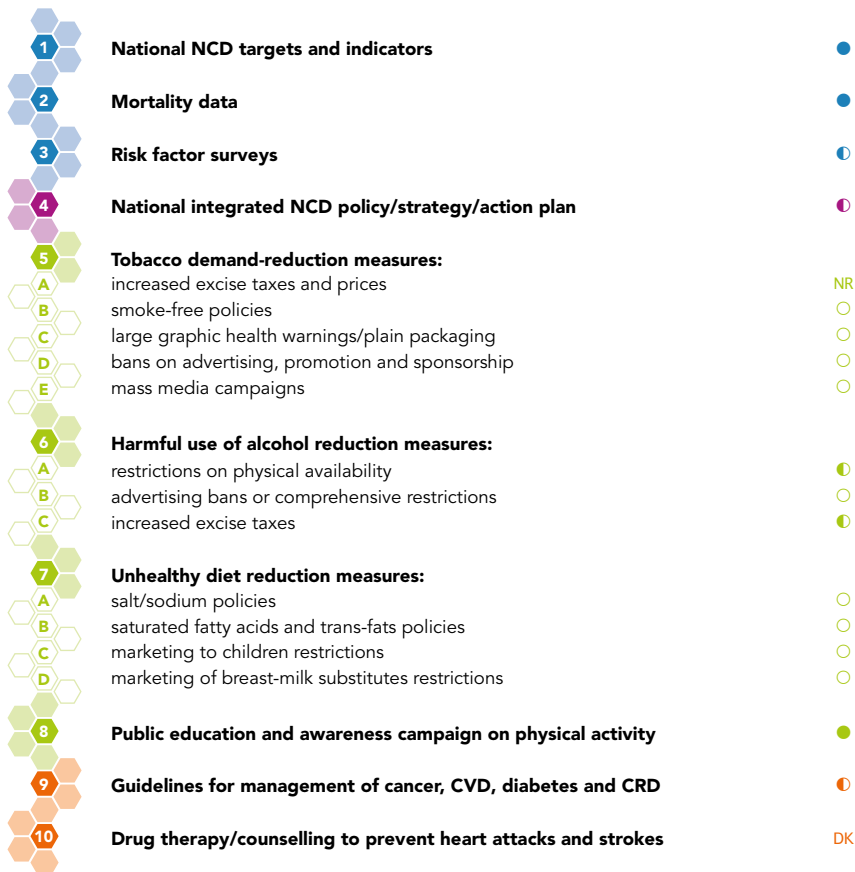 1 National NCD targets and indicators ●
2 Mortality data ●
3 Risk factor surveys ◐
4 National integrated NCD policy/strategy/action plan ◐
5 Tobacco demand-reduction measures:
A increased excise taxes and prices NR
B smoke-free policies ○
C large graphic health warnings/plain packaging ○
D bans on advertising, promotion and sponsorship ○
E mass media campaigns ○
6 Harmful use of alcohol reduction measures:
A restrictions on physical availability ◐
B advertising bans or comprehensive restrictions ○
C increased excise taxes ◐
7 Unhealthy diet reduction measures:
A salt/sodium policies ○
B saturated fatty acids and trans-fats policies ○
C marketing to children restrictions ○
D marketing of breast-milk substitutes restrictions ○
8 Public education and awareness campaign on physical activity ●
9 Guidelines for management of cancer, CVD, diabetes and CRD ◐
10 Drug therapy/counselling to prevent heart attacks and strokes DK